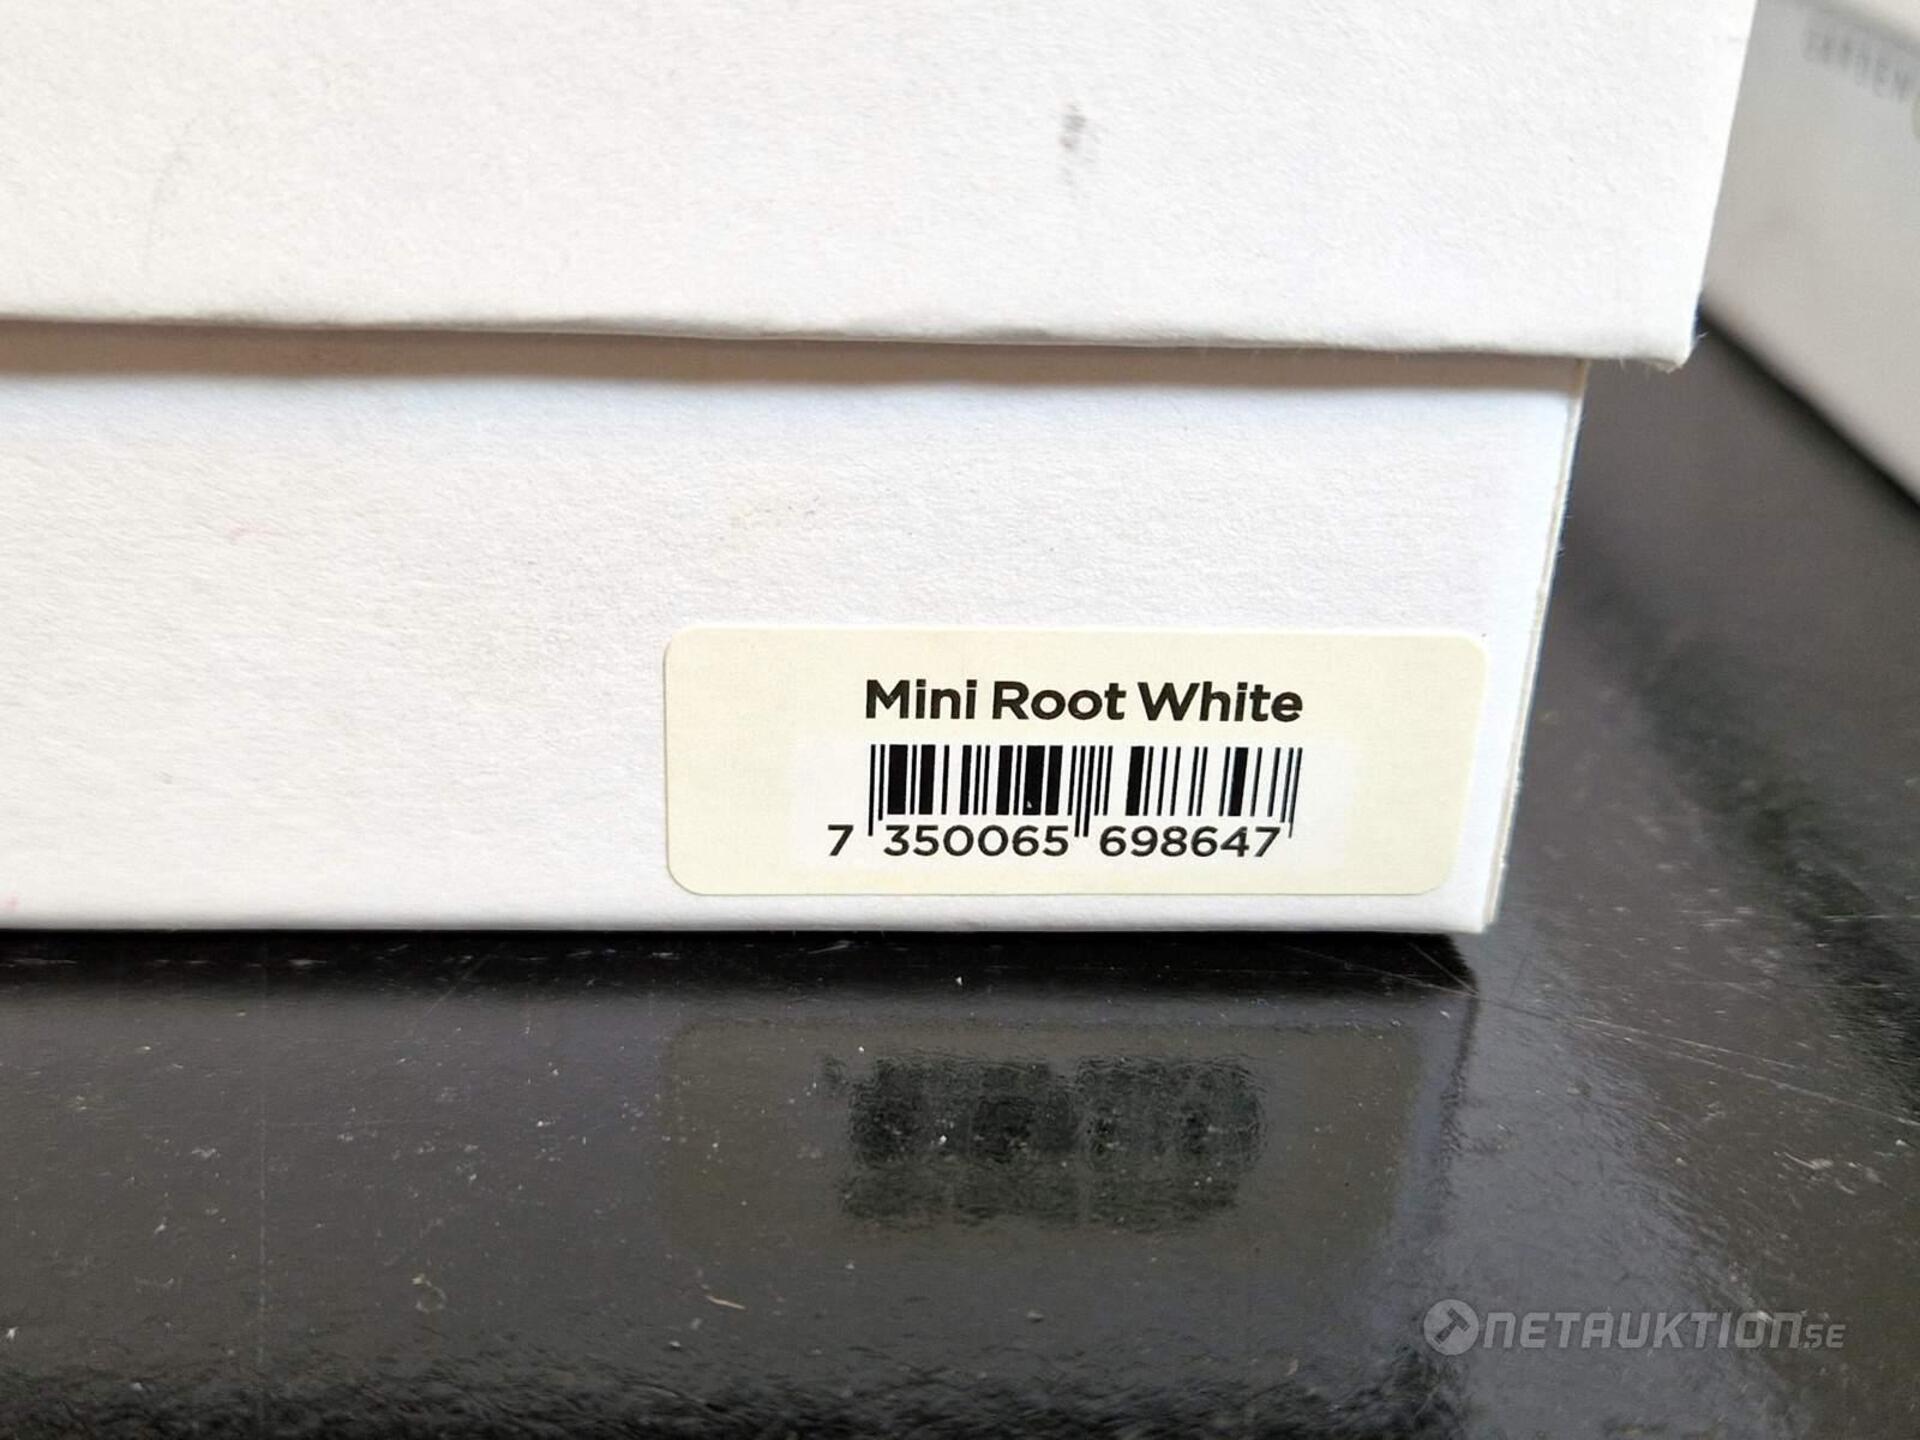 Mini Root White
7 350065 698647
NETAUKTION.SE